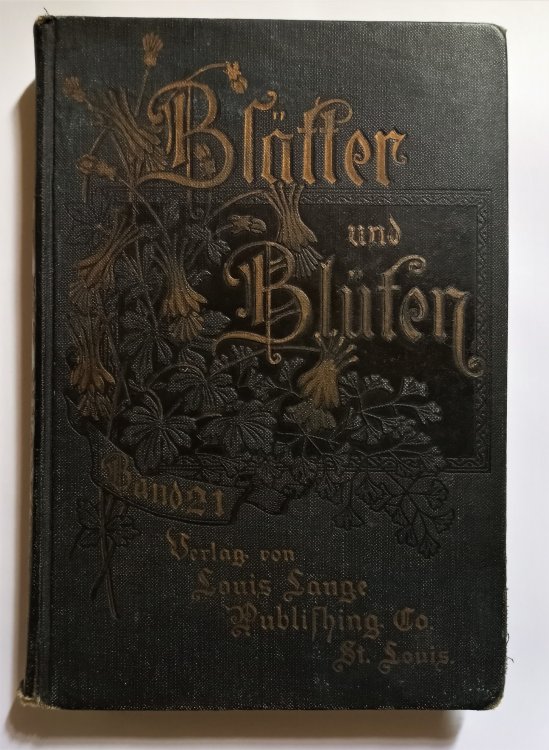 Blätter
und
Blüten
Band 21
Verlag von
Louis Lange
Publiſhing Co.
St. Louis.